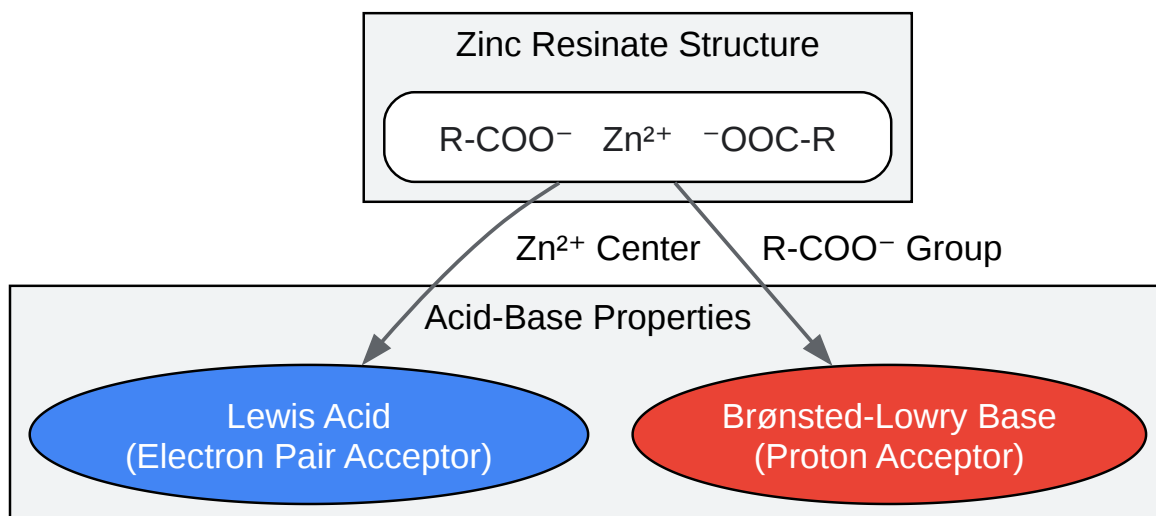 Zinc Resinate Structure
R-COO⁻ Zn²⁺ ⁻OOC-R
Zn²⁺ Center
R-COO⁻ Group
Acid-Base Properties
Lewis Acid
(Electron Pair Acceptor)
Brønsted-Lowry Base
(Proton Acceptor)